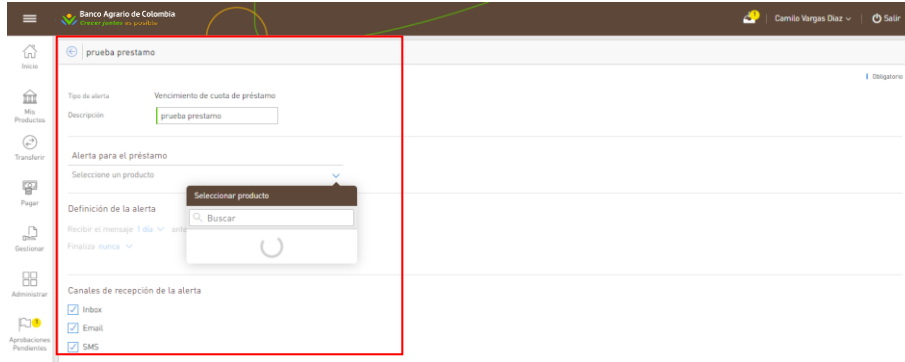 Banco Agrario de Colombia
Crecer juntos es posible
1
Camilo Vargas Diaz
Salir
Inicio
Mis
Productos
Transferir
Pagar
Gestionar
Administrar
1
Aprobaciones
Pendientes
prueba prestamo
Obligatorio
Tipo de alerta Vencimiento de cuota de préstamo
Descripción prueba prestamo
Alerta para el préstamo
Seleccione un producto
Seleccionar producto
Buscar
Definición de la alerta
Recibir el mensaje 1 día
Finaliza nunca
Canales de recepción de la alerta
Inbox
Email
SMS